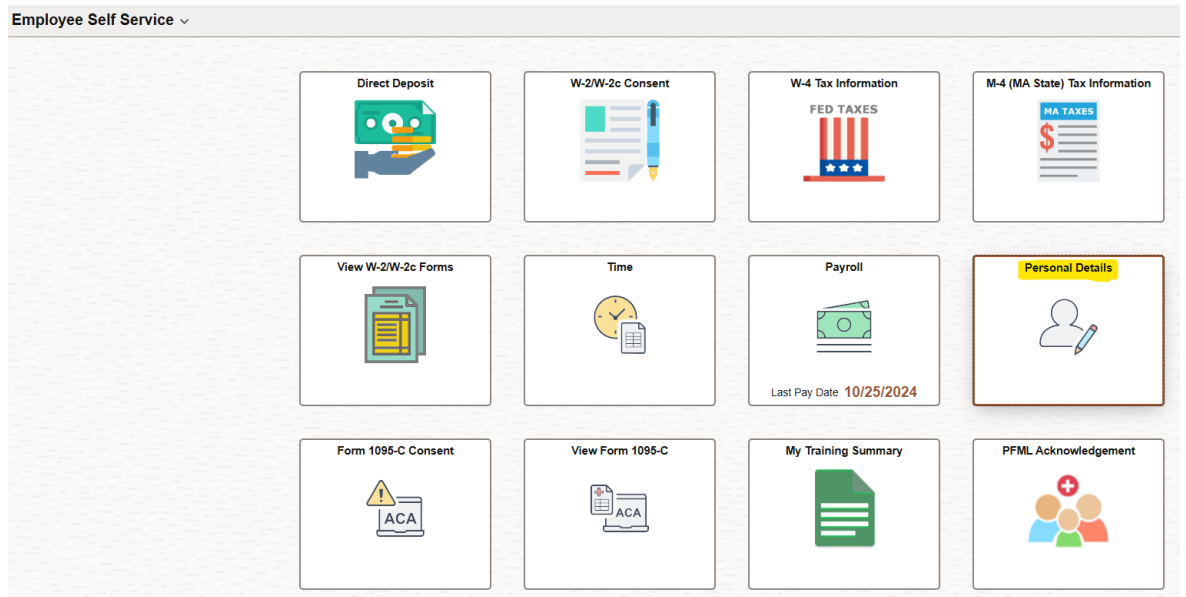 Employee Self Service
Direct Deposit
W-2/W-2c Consent
W-4 Tax Information
FED TAXES
M-4 (MA State) Tax Information
MA TAXES
$
View W-2/W-2c Forms
Time
Payroll
Last Pay Date 10/25/2024
Personal Details
Form 1095-C Consent
ACA
View Form 1095-C
ACA
My Training Summary
PFML Acknowledgement